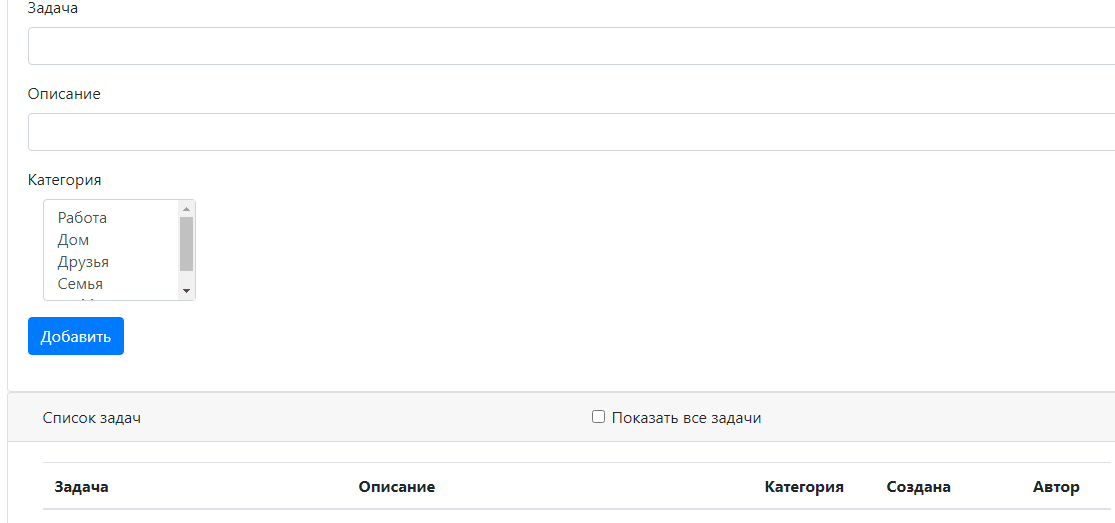 Задача
Описание
Категория
Работа
Дом
Друзья
Семья
Добавить
Список задач Показать все задачи
Задача Описание Категория Создана Автор